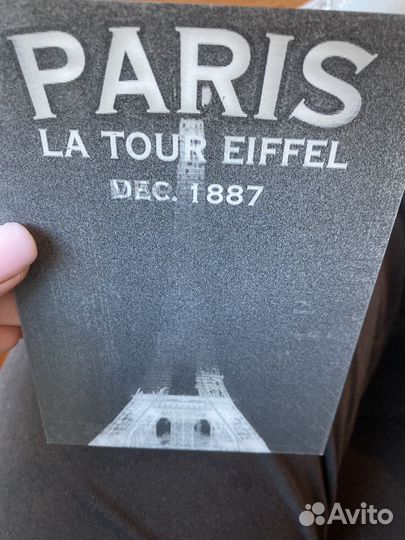 PARIS
LA TOUR EIFFEL
DEC. 1887
Avito